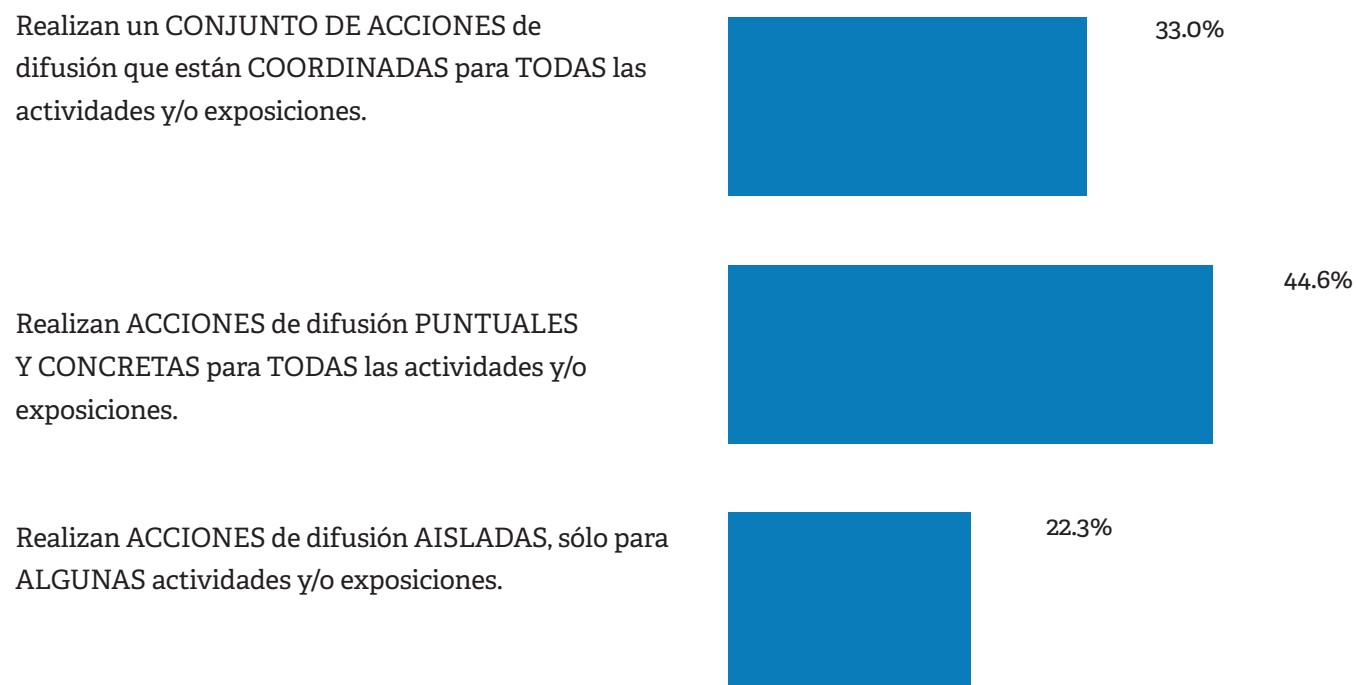 Realizan un CONJUNTO DE ACCIONES de
difusión que están COORDINADAS para TODAS las
actividades y/o exposiciones.
33.0%
Realizan ACCIONES de difusión PUNTUALES
Y CONCRETAS para TODAS las actividades y/o
exposiciones.
44.6%
Realizan ACCIONES de difusión AISLADAS, sólo para
ALGUNAS actividades y/o exposiciones.
22.3%